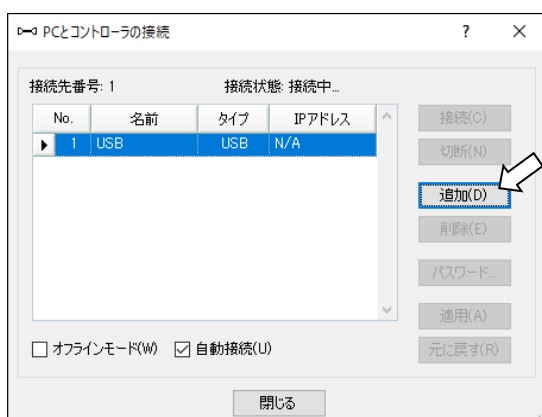 PCとコントローラの接続 ? ×
接続先番号: 1 接続状態: 接続中...
No. 名前 タイプ IPアドレス
1 USB USB N/A
接続(C)
切断(N)
追加(D)
削除(E)
パスワード...
適用(A)
元に戻す(R)
オフラインモード(W) 自動接続(U)
閉じる